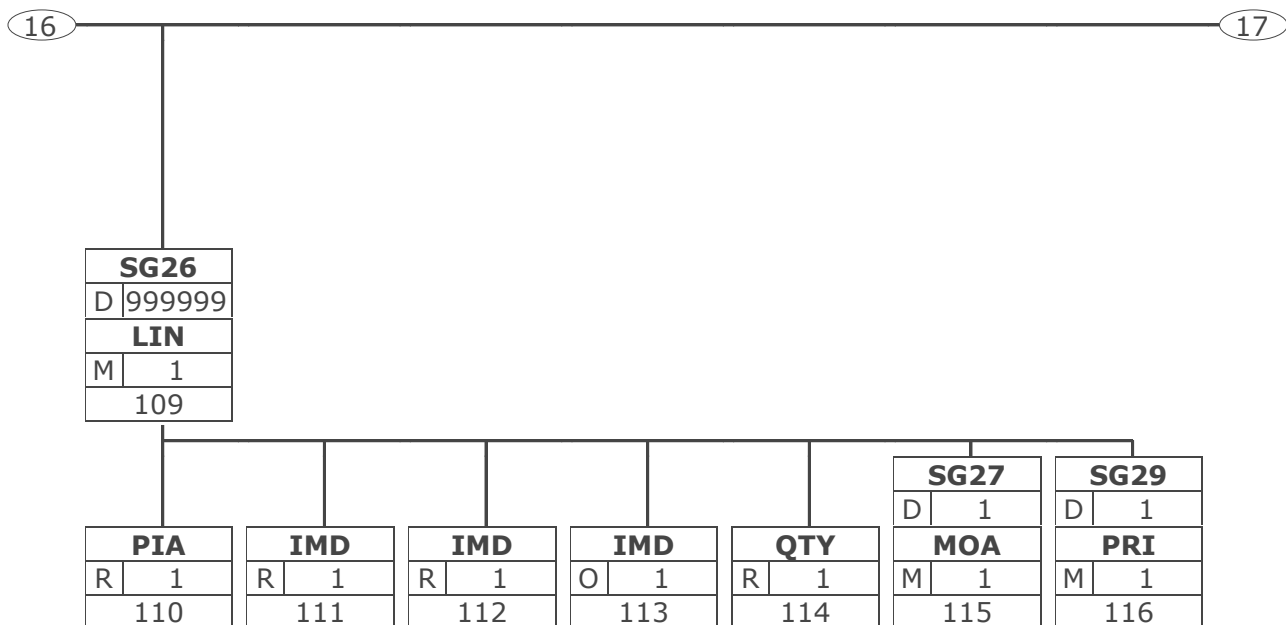 16 17
SG26
D 999999
LIN
M 1
109
SG27 SG29
D 1 D 1
PIA IMD IMD IMD QTY MOA PRI
R 1 R 1 R 1 O 1 R 1 M 1 M 1
110 111 112 113 114 115 116